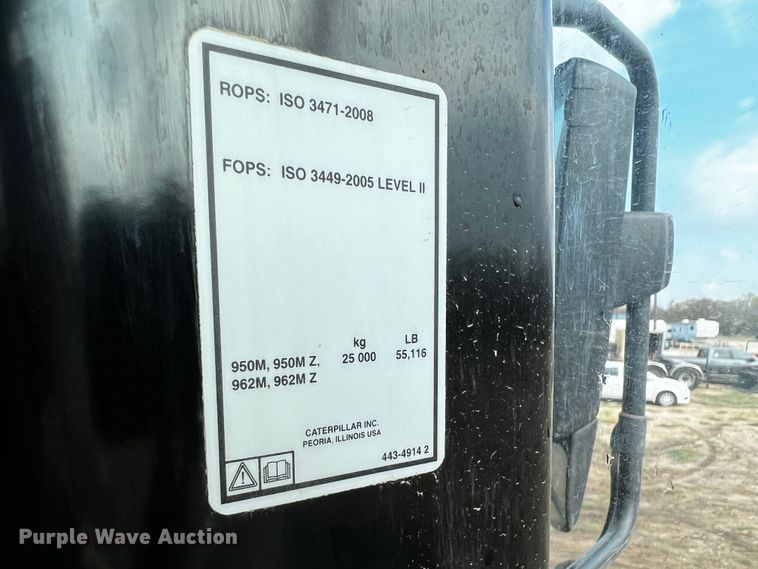 ROPS: ISO 3471-2008
FOPS: ISO 3449-2005 LEVEL II
kg LB
950M, 950M Z, 25 000 55,116
962M, 962M Z
CATERPILLAR INC.
PEORIA, ILLINOIS USA
443-4914 2
Purple Wave Auction